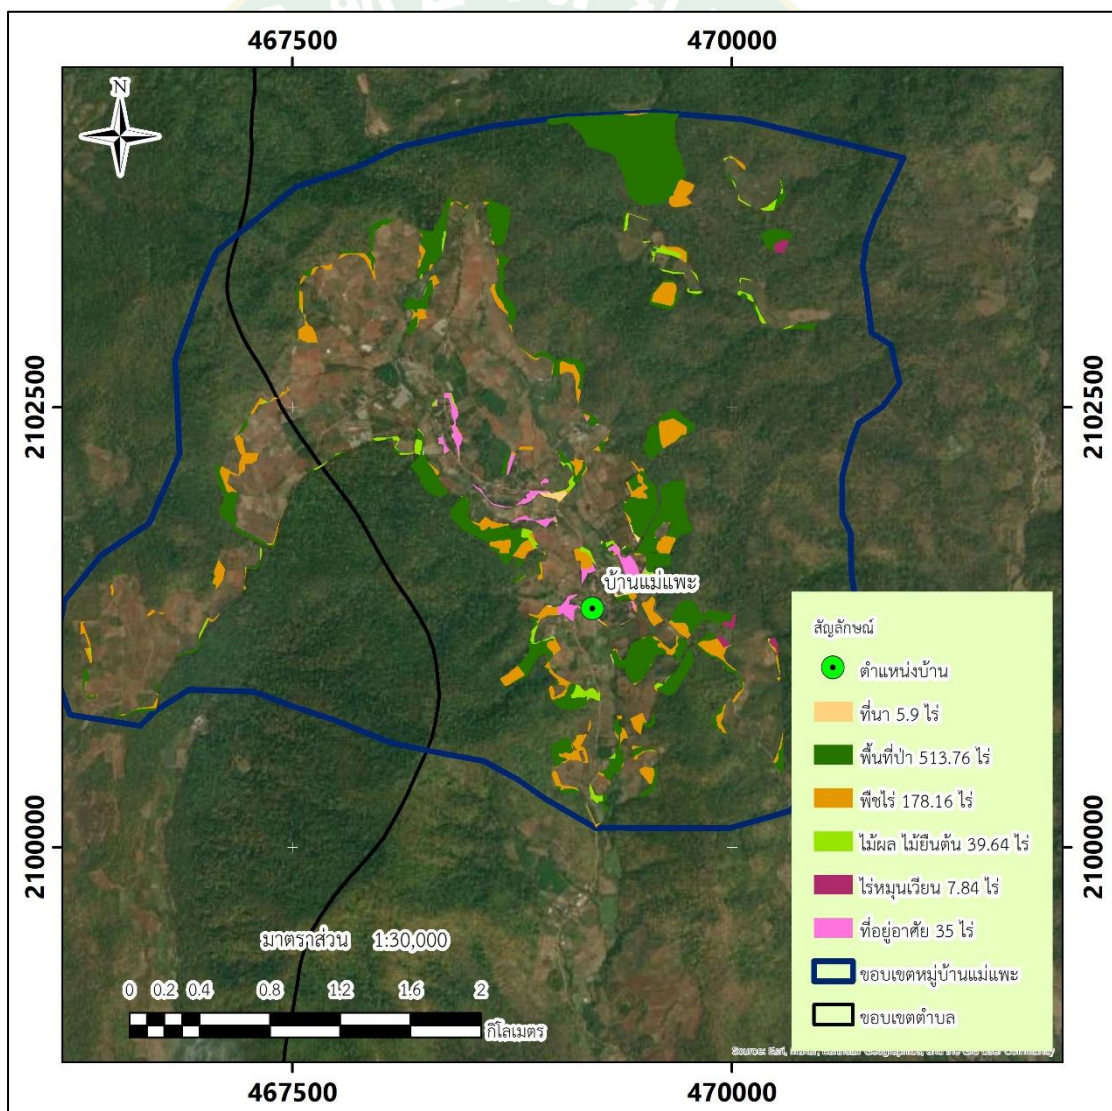 467500 470000
N
2102500 2102500
บ้านแม่แพะ
สัญลักษณ์
ตำแหน่งบ้าน
ที่นา 5.9 ไร่
พื้นที่ป่า 513.76 ไร่
พืชไร่ 178.16 ไร่
ไม้ผล ไม้ยืนต้น 39.64 ไร่
ไร่หมุนเวียน 7.84 ไร่
ที่อยู่อาศัย 35 ไร่
ขอบเขตหมู่บ้านแม่แพะ
ขอบเขตตำบล
2100000 2100000
มาตราส่วน 1:30,000
0 0.2 0.4 0.8 1.2 1.6 2
กิโลเมตร
Source: Esri,
467500 470000